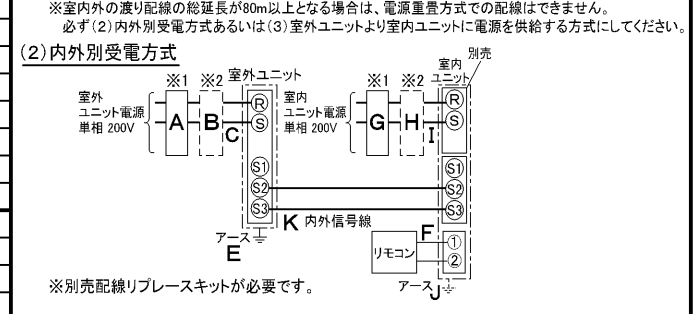 ※室内外の渡り配線の総延長が80m以上となる場合は、電源重畳方式での配線はできません。
必ず(2)内外別受電方式あるいは(3)室外ユニットより室内ユニットに電源を供給する方式にしてください。
(2)内外別受電方式
※1 ※2 室外ユニット
室外
ユニット電源
単相 200V
A B C
R
S
S1
S2
S3
アース
E
※1 ※2 室内
ユニット
別売
室内
ユニット電源
単相 200V
G H I
R
S
S1
S2
S3
K 内外信号線
リモコン
F
①
②
アース J
※別売配線リプレースキットが必要です。